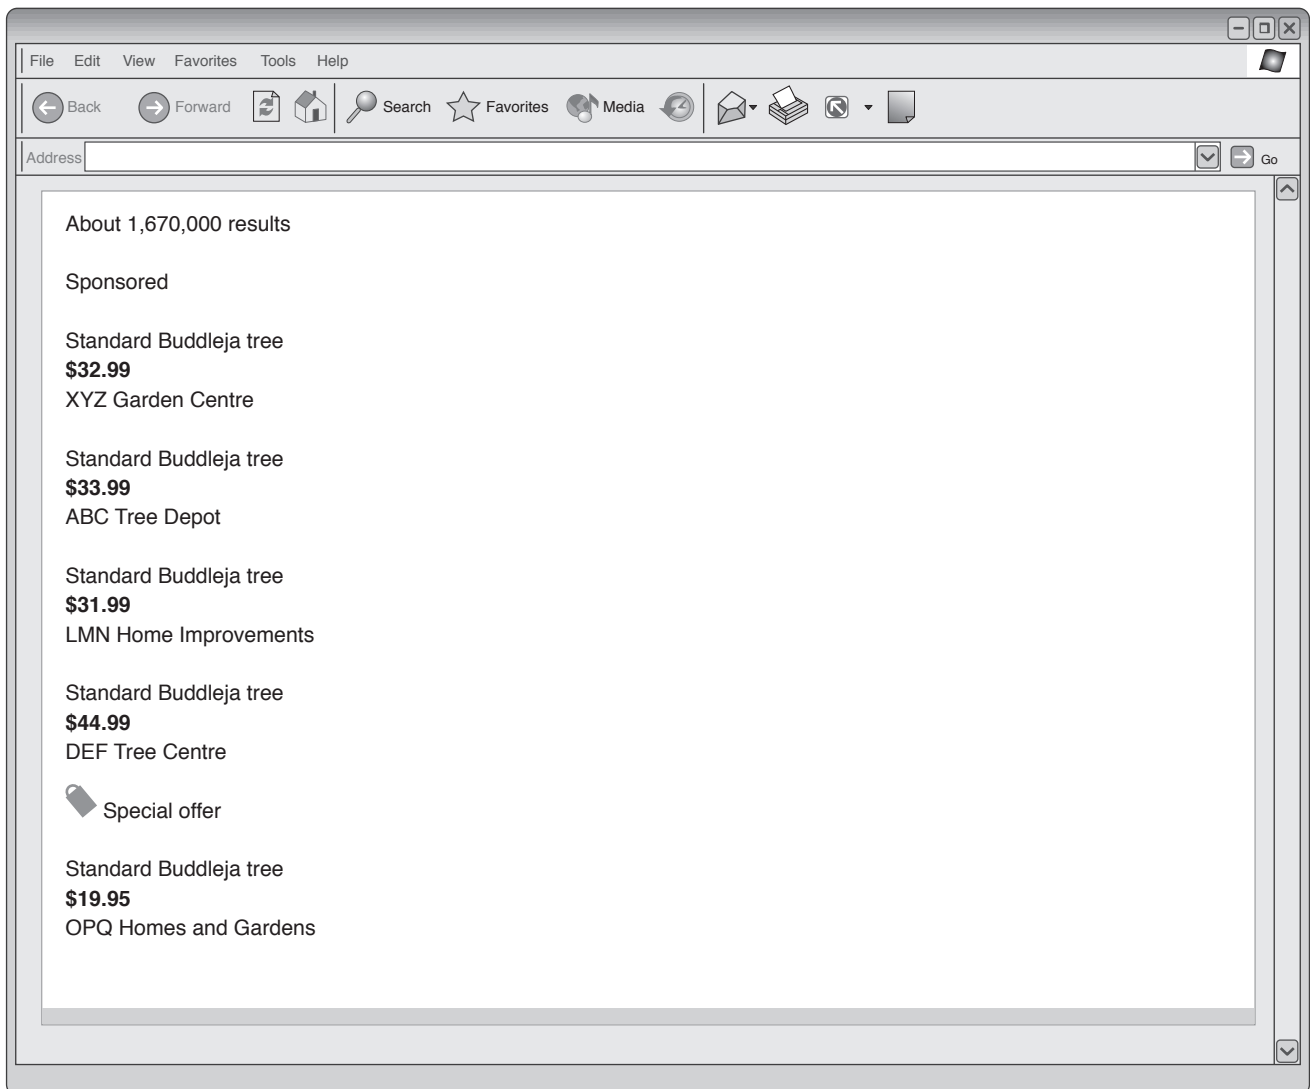 File Edit View Favorites Tools Help
Back Forward Search Favorites Media
Address Go
About 1,670,000 results
Sponsored
Standard Buddleja tree
$32.99
XYZ Garden Centre
Standard Buddleja tree
$33.99
ABC Tree Depot
Standard Buddleja tree
$31.99
LMN Home Improvements
Standard Buddleja tree
$44.99
DEF Tree Centre
Special offer
Standard Buddleja tree
$19.95
OPQ Homes and Gardens